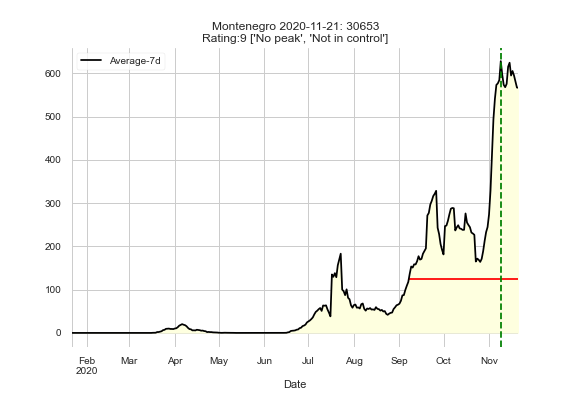 Montenegro 2020-11-21: 30653
Rating:9 ['No peak', 'Not in control']
Average-7d
600
500
400
300
200
100
0
Feb Mar Apr May Jun Jul Aug Sep Oct Nov
2020
Date